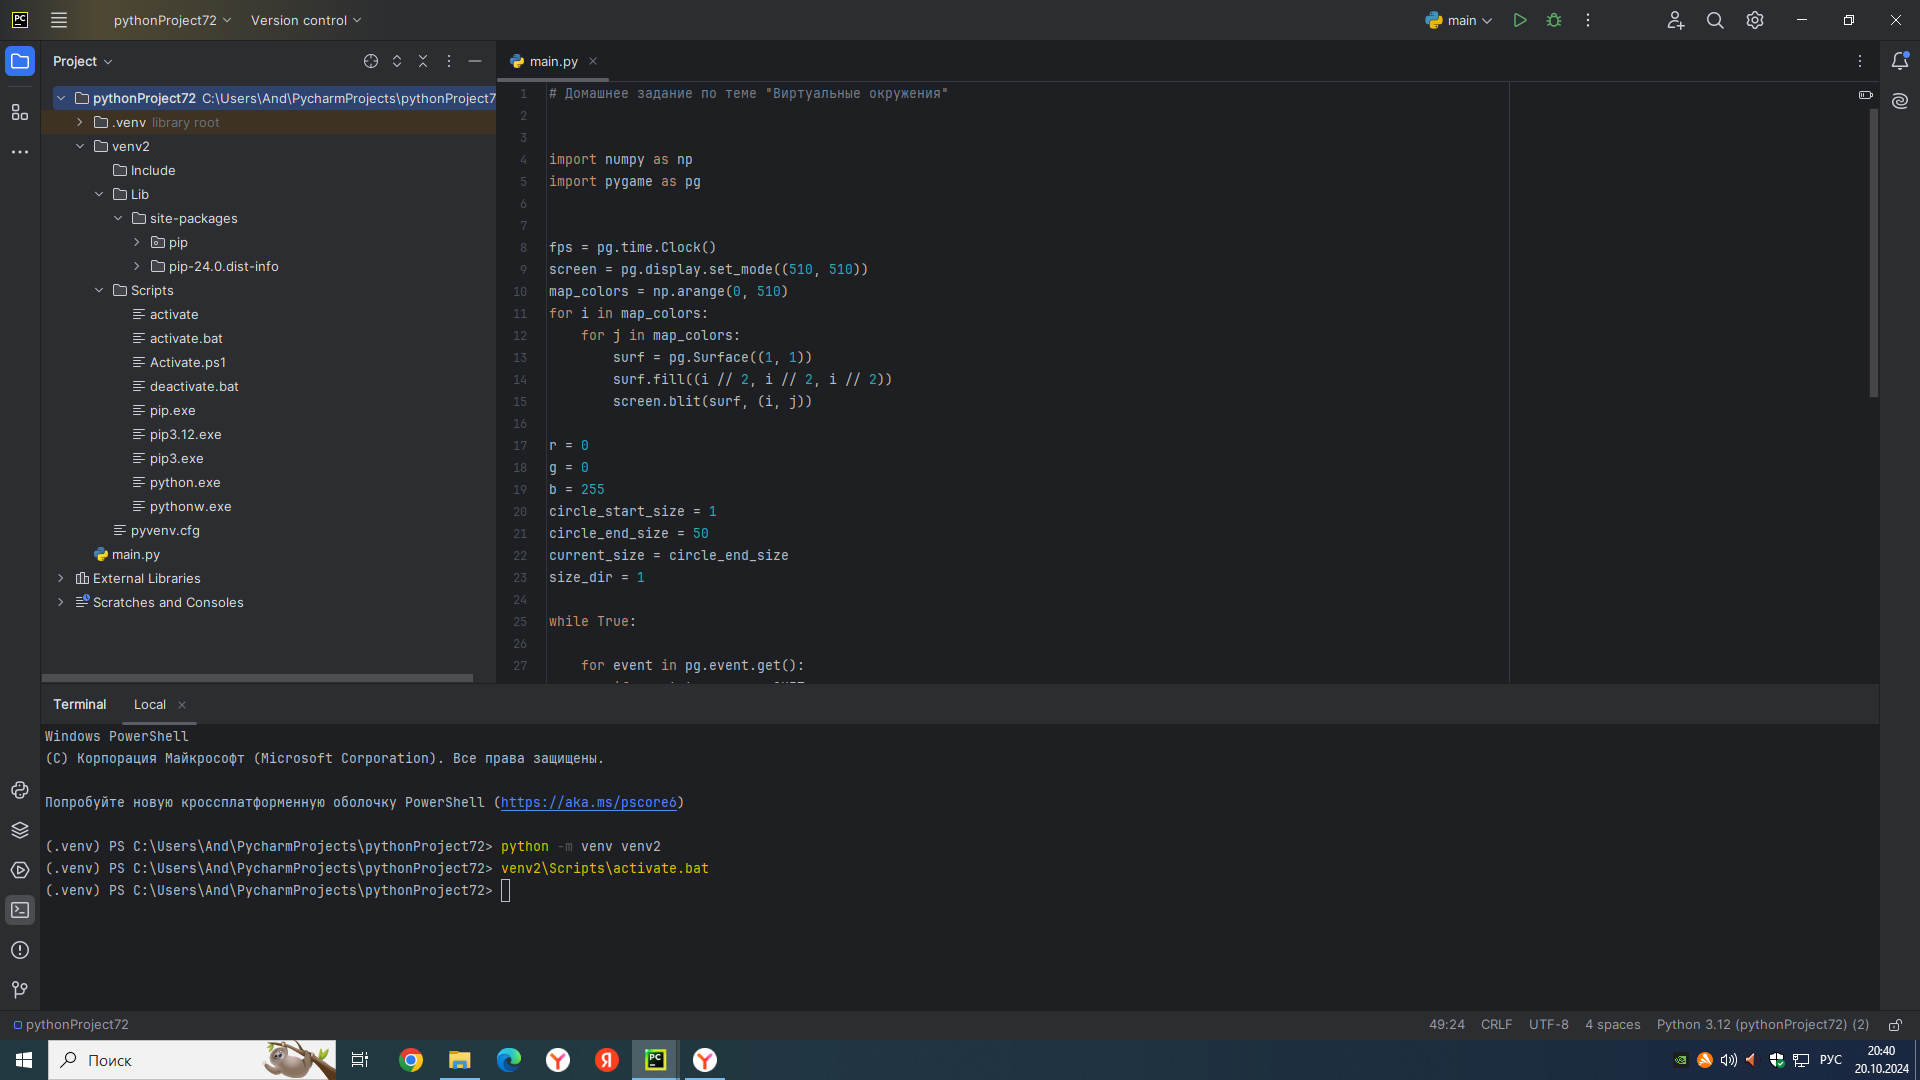 PC pythonProject72 Version control main
Project
main.py
pythonProject72 C:\Users\And\PycharmProjects\pythonProject7
.venv library root
venv2
Include
Lib
site-packages
pip
pip-24.0.dist-info
Scripts
activate
activate.bat
Activate.ps1
deactivate.bat
pip.exe
pip3.12.exe
pip3.exe
python.exe
pythonw.exe
pyvenv.cfg
main.py
External Libraries
Scratches and Consoles
1 # Домашнее задание по теме "Виртуальные окружения"
2
3
4 import numpy as np
5 import pygame as pg
6
7
8 fps = pg.time.Clock()
9 screen = pg.display.set_mode((510, 510))
10 map_colors = np.arange(0, 510)
11 for i in map_colors:
12     for j in map_colors:
13         surf = pg.Surface((1, 1))
14         surf.fill((i // 2, i // 2, i // 2))
15         screen.blit(surf, (i, j))
16
17 r = 0
18 g = 0
19 b = 255
20 circle_start_size = 1
21 circle_end_size = 50
22 current_size = circle_end_size
23 size_dir = 1
24
25 while True:
26
27     for event in pg.event.get():
Terminal Local
Windows PowerShell
(C) Корпорация Майкрософт (Microsoft Corporation). Все права защищены.
Попробуйте новую кроссплатформенную оболочку PowerShell (https://aka.ms/pscore6)
(.venv) PS C:\Users\And\PycharmProjects\pythonProject72> python -m venv venv2
(.venv) PS C:\Users\And\PycharmProjects\pythonProject72> venv2\Scripts\activate.bat
(.venv) PS C:\Users\And\PycharmProjects\pythonProject72>
pythonProject72 49:24 CRLF UTF-8 4 spaces Python 3.12 (pythonProject72) (2)
Поиск
РУС
20:40
20.10.2024